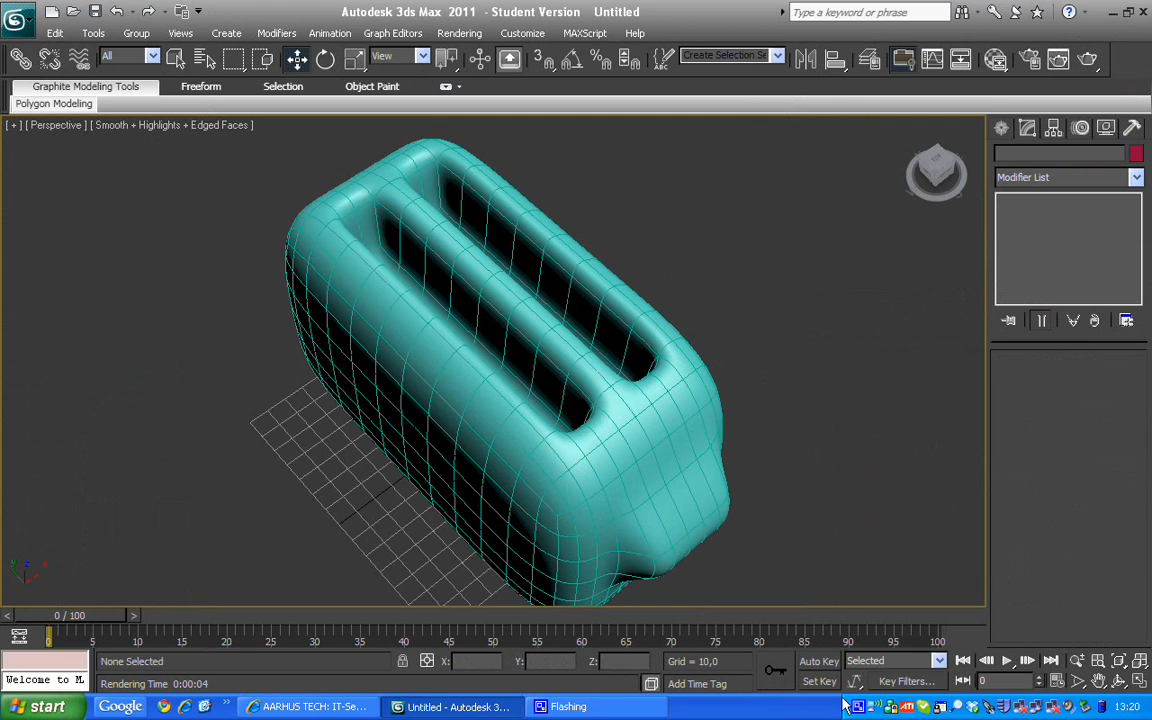 Autodesk 3ds Max 2011 - Student Version Untitled
Type a keyword or phrase
Edit Tools Group Views Create Modifiers Animation Graph Editors Rendering Customize MAXScript Help
All View 3 Create Selection Se
Graphite Modeling Tools Freeform Selection Object Paint
Polygon Modeling
[ + ] [ Perspective ] [ Smooth + Highlights + Edged Faces ]
Modifier List
< 0 / 100 >
0 5 10 15 20 25 30 35 40 45 50 55 60 65 70 75 80 85 90 95 100
None Selected X: Y: Z: Grid = 10,0 Auto Key Selected
Welcome to M. Rendering Time 0:00:04 Add Time Tag Set Key Key Filters... 0
start Google AARHUS TECH: IT-Se... Untitled - Autodesk 3... Flashing 13:20